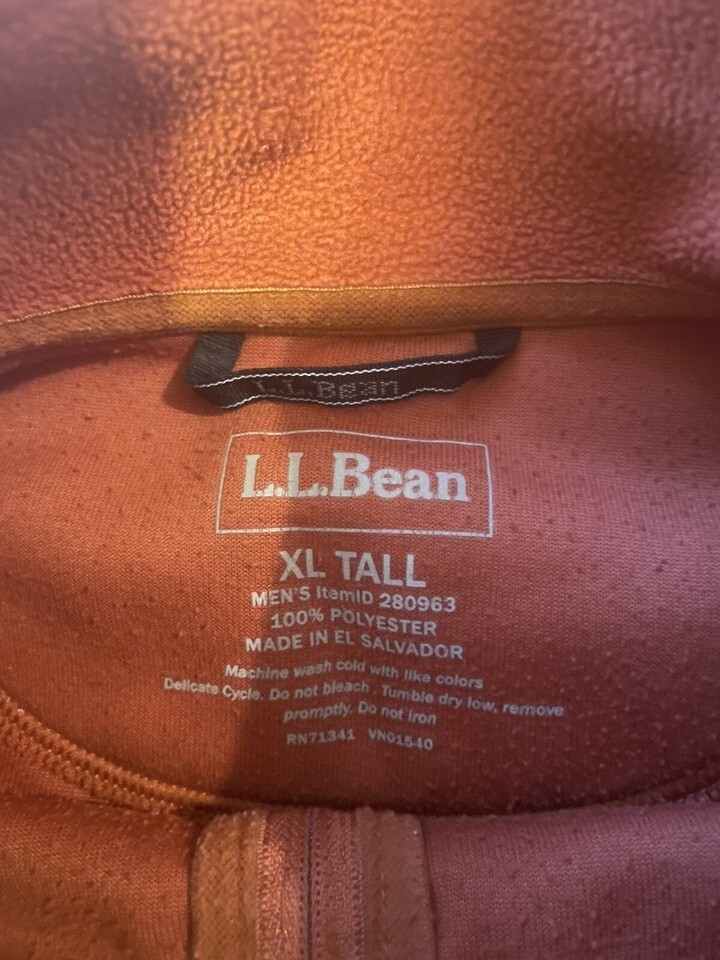 L.L.Bean
L.L.Bean
XL TALL
MEN'S ItemID 280963
100% POLYESTER
MADE IN EL SALVADOR
Machine wash cold with like colors
Delicate Cycle. Do not bleach. Tumble dry low, remove
promptly. Do not iron
RN71341 VN01540